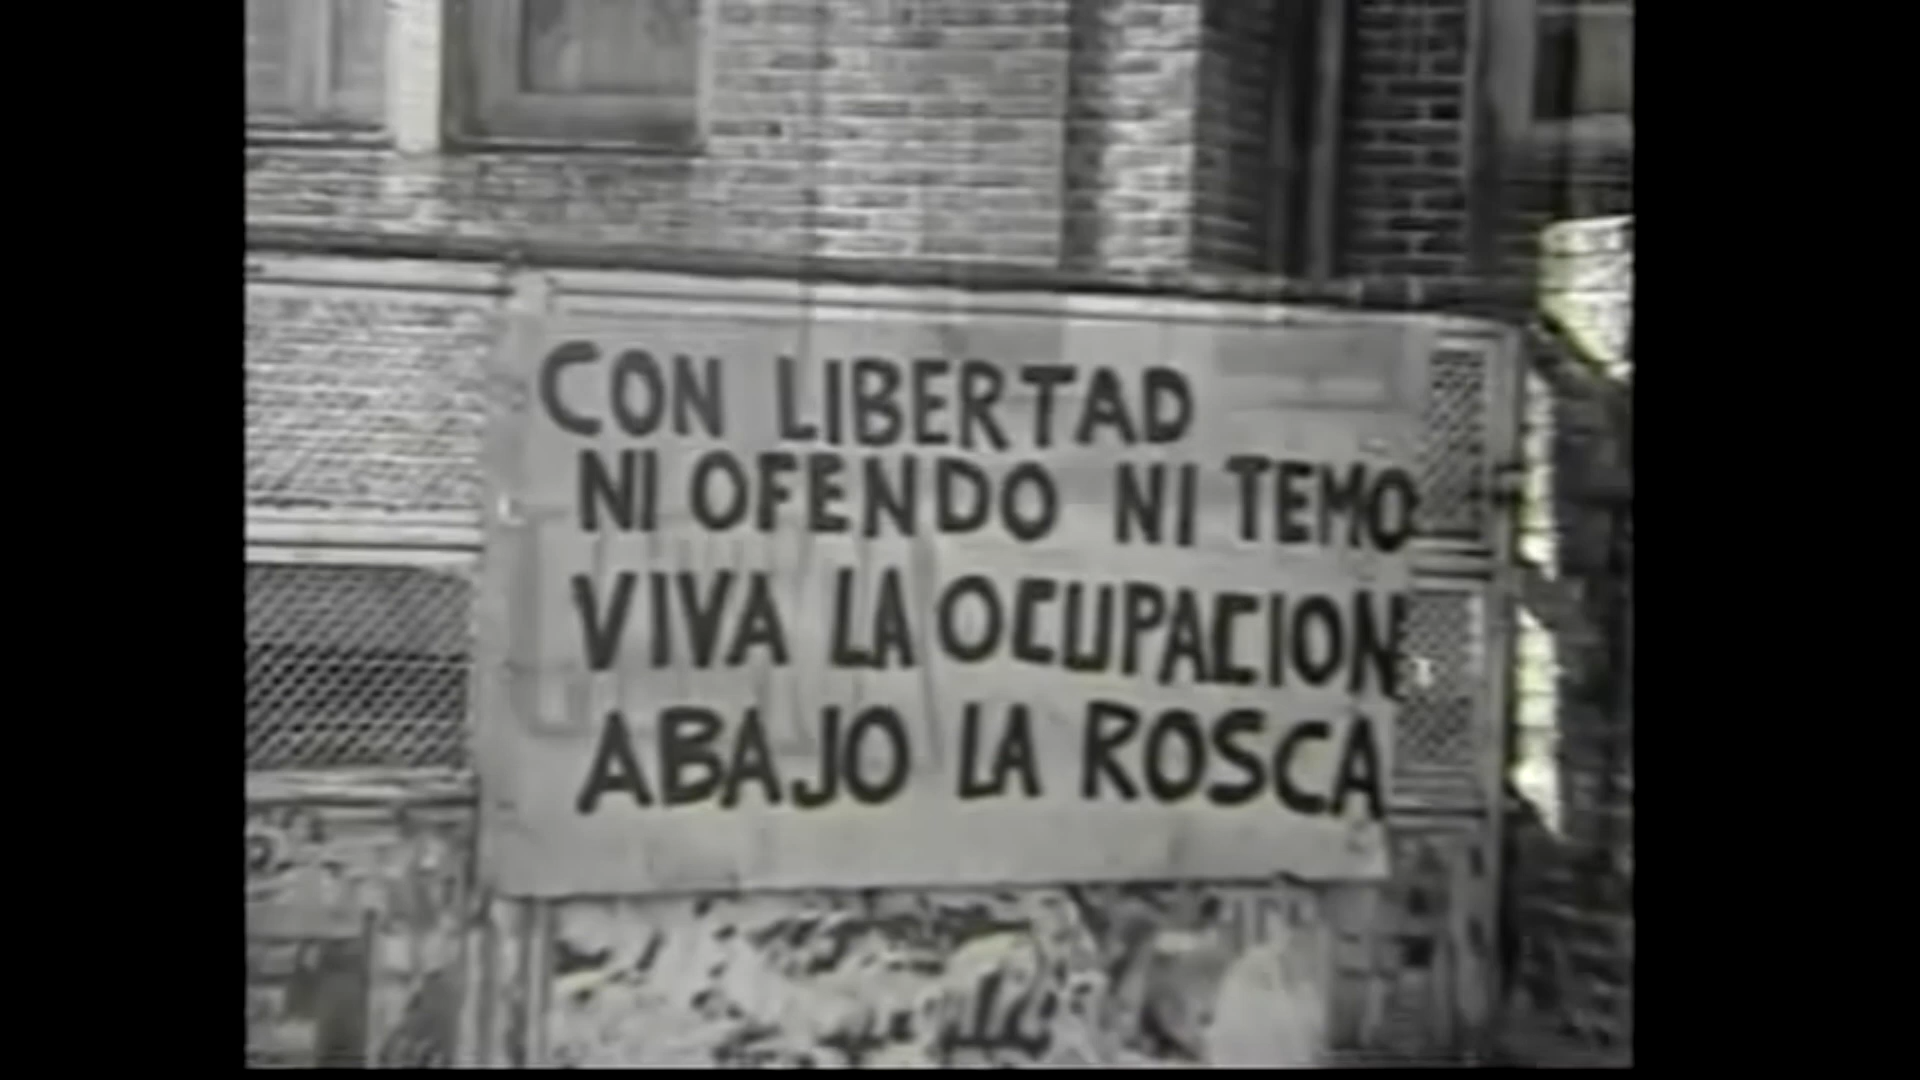 CON LIBERTAD
NI OFENDO NI TEMO
VIVA LA OCUPACION
ABAJO LA ROSCA